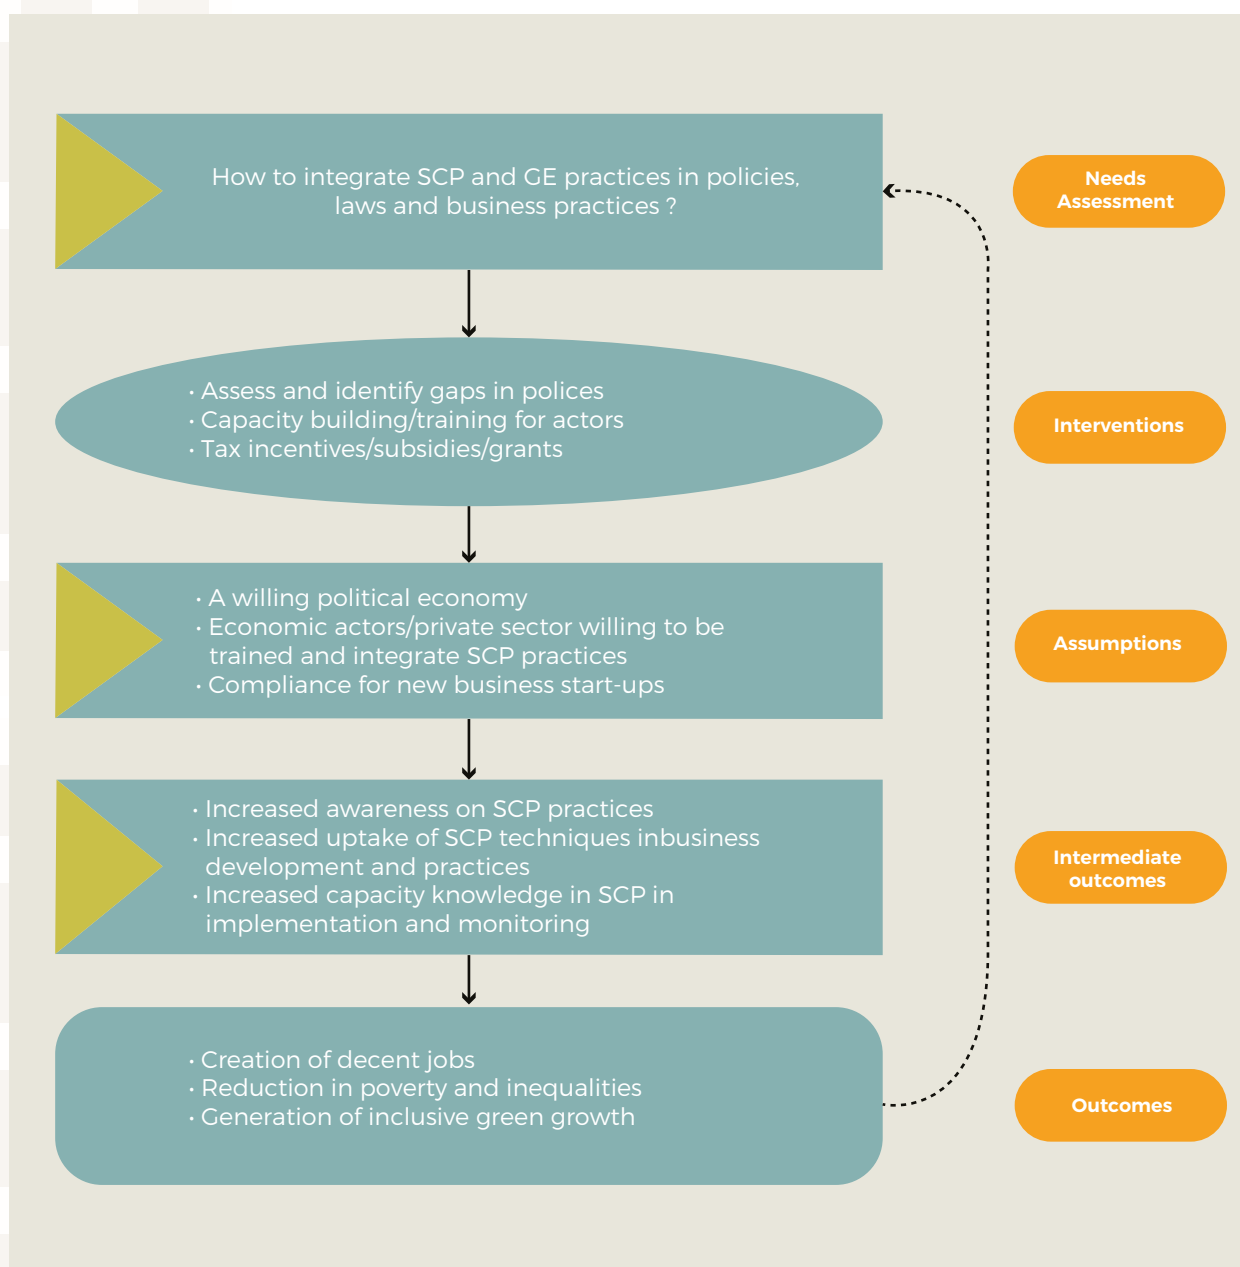 How to integrate SCP and GE practices in policies,
laws and business practices ?
Needs
Assessment
• Assess and identify gaps in polices
• Capacity building/training for actors
• Tax incentives/subsidies/grants
Interventions
• A willing political economy
• Economic actors/private sector willing to be
trained and integrate SCP practices
• Compliance for new business start-ups
Assumptions
• Increased awareness on SCP practices
• Increased uptake of SCP techniques inbusiness
development and practices
• Increased capacity knowledge in SCP in
implementation and monitoring
Intermediate
outcomes
• Creation of decent jobs
• Reduction in poverty and inequalities
• Generation of inclusive green growth
Outcomes